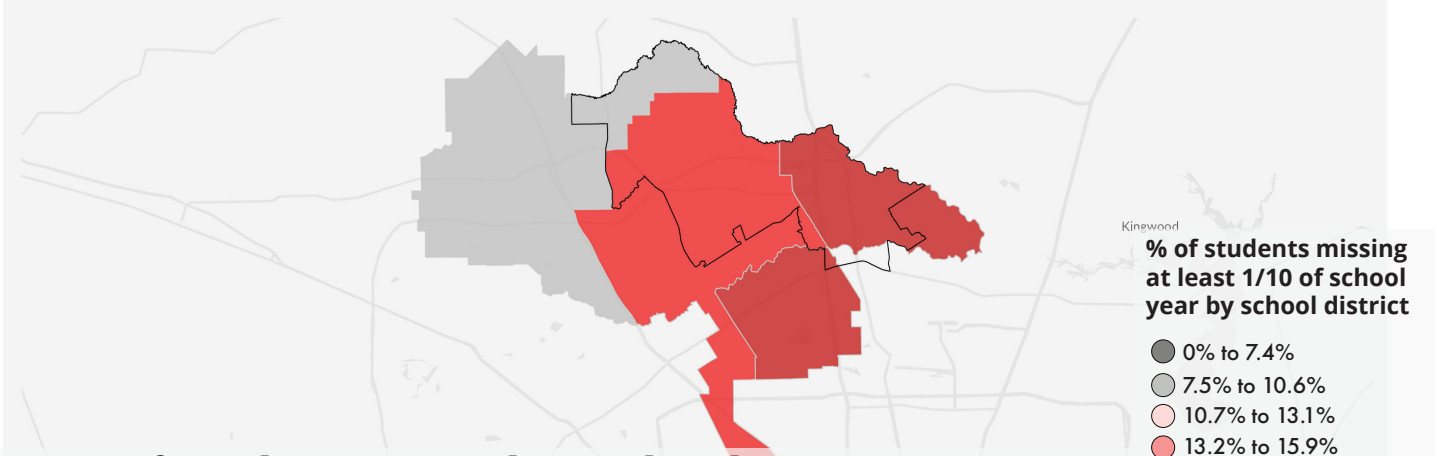 Kingwood
% of students missing
at least 1/10 of school
year by school district
0% to 7.4%
7.5% to 10.6%
10.7% to 13.1%
13.2% to 15.9%